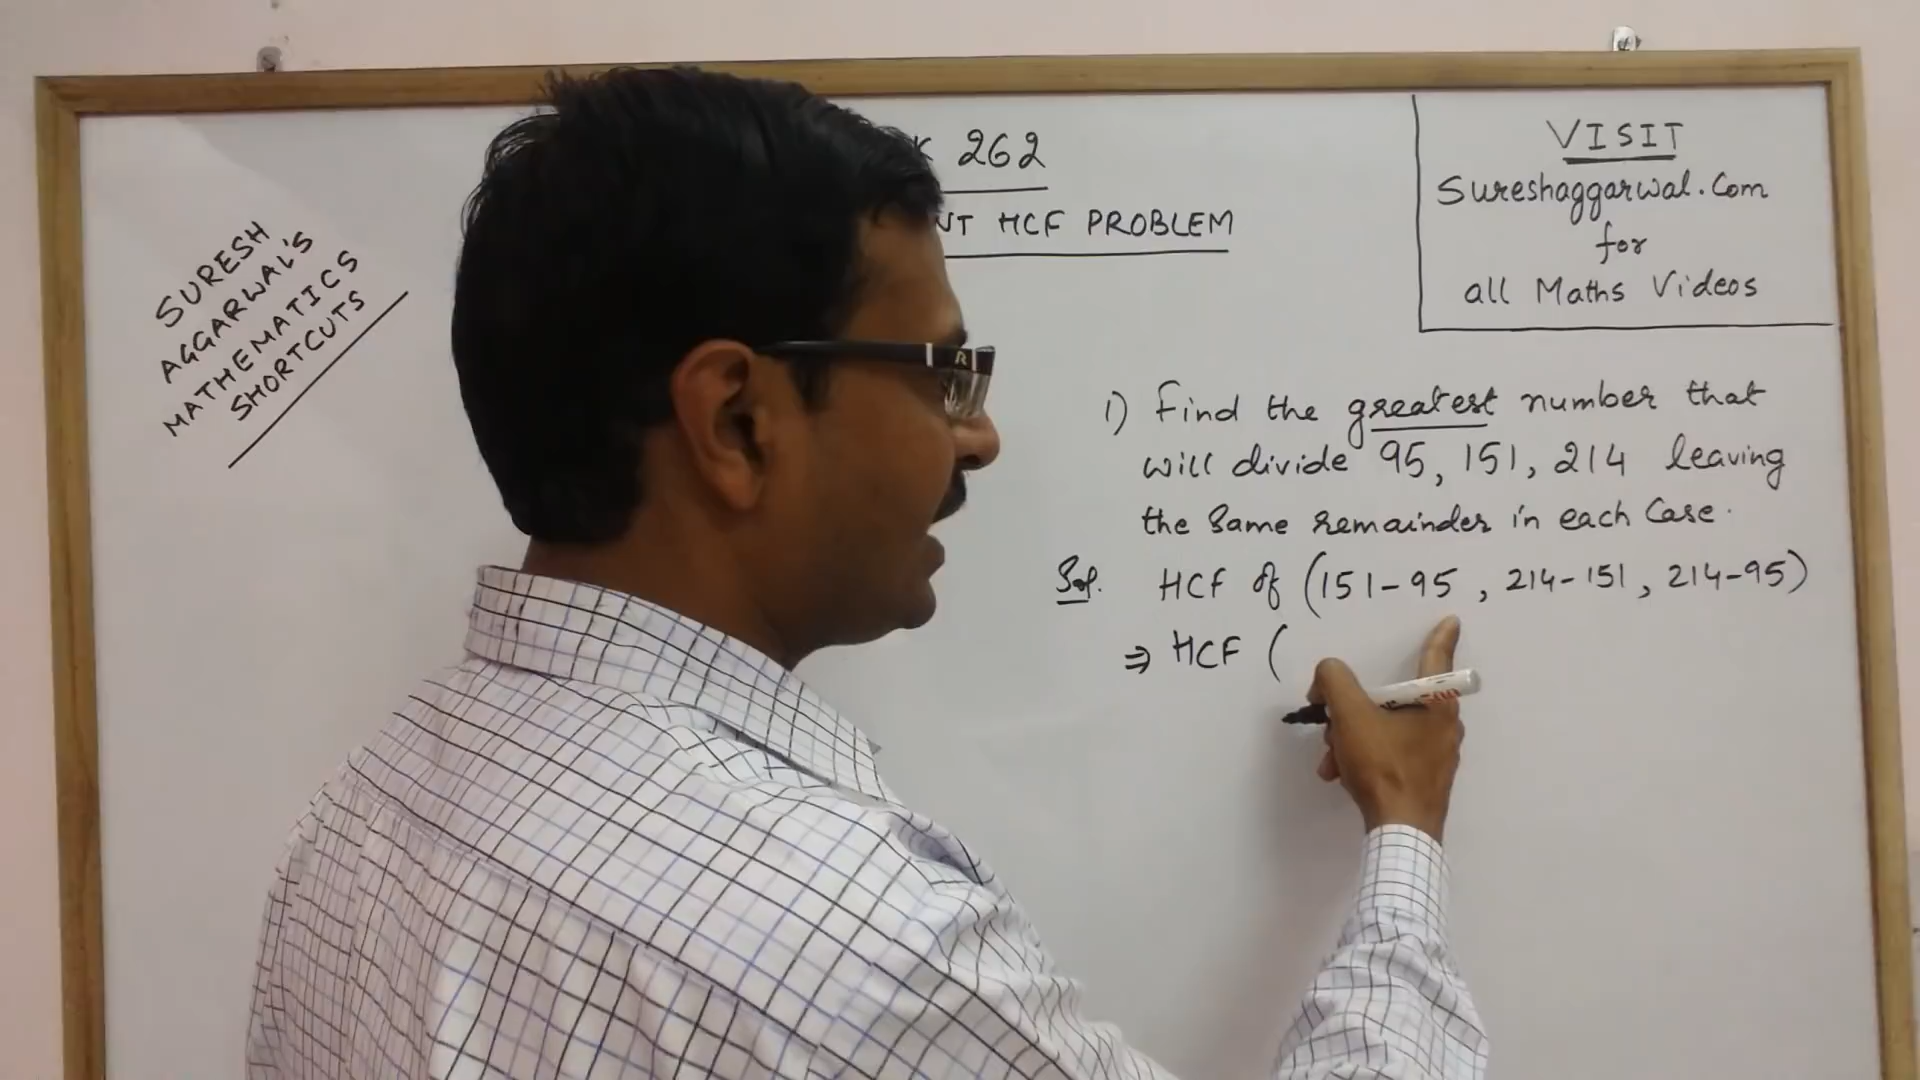 SURESH
AGGARWAL'S
MATHEMATICS
SHORTCUTS
262
HCF PROBLEM
VISIT
Sureshaggarwal.Com
for
all Maths Videos
1) Find the greatest number that
will divide 95, 151, 214 leaving
the Same remainder in each Case.
Sol. HCF of (151-95, 214-151, 214-95)
⇒ HCF (